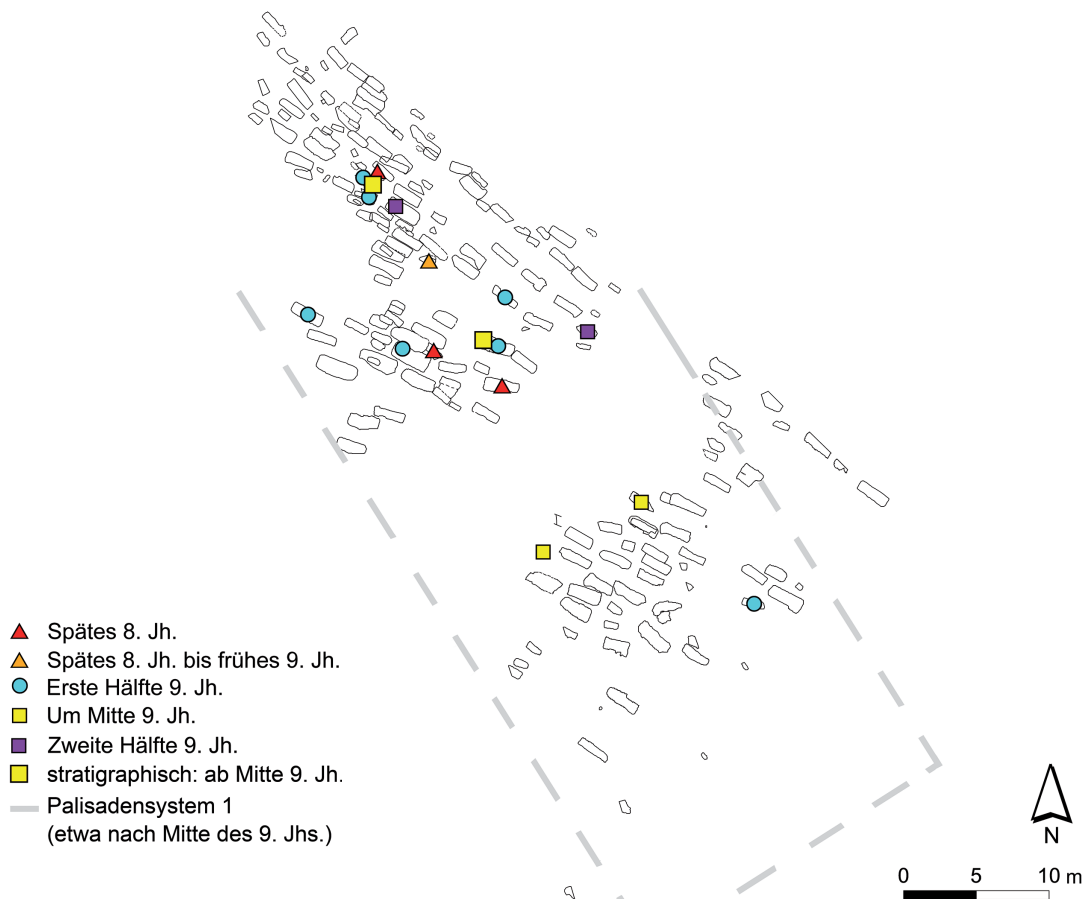 Spätes 8. Jh.
Spätes 8. Jh. bis frühes 9. Jh.
Erste Hälfte 9. Jh.
Um Mitte 9. Jh.
Zweite Hälfte 9. Jh.
stratigraphisch: ab Mitte 9. Jh.
Palisadensystem 1
(etwa nach Mitte des 9. Jhs.)
N
0 5 10 m